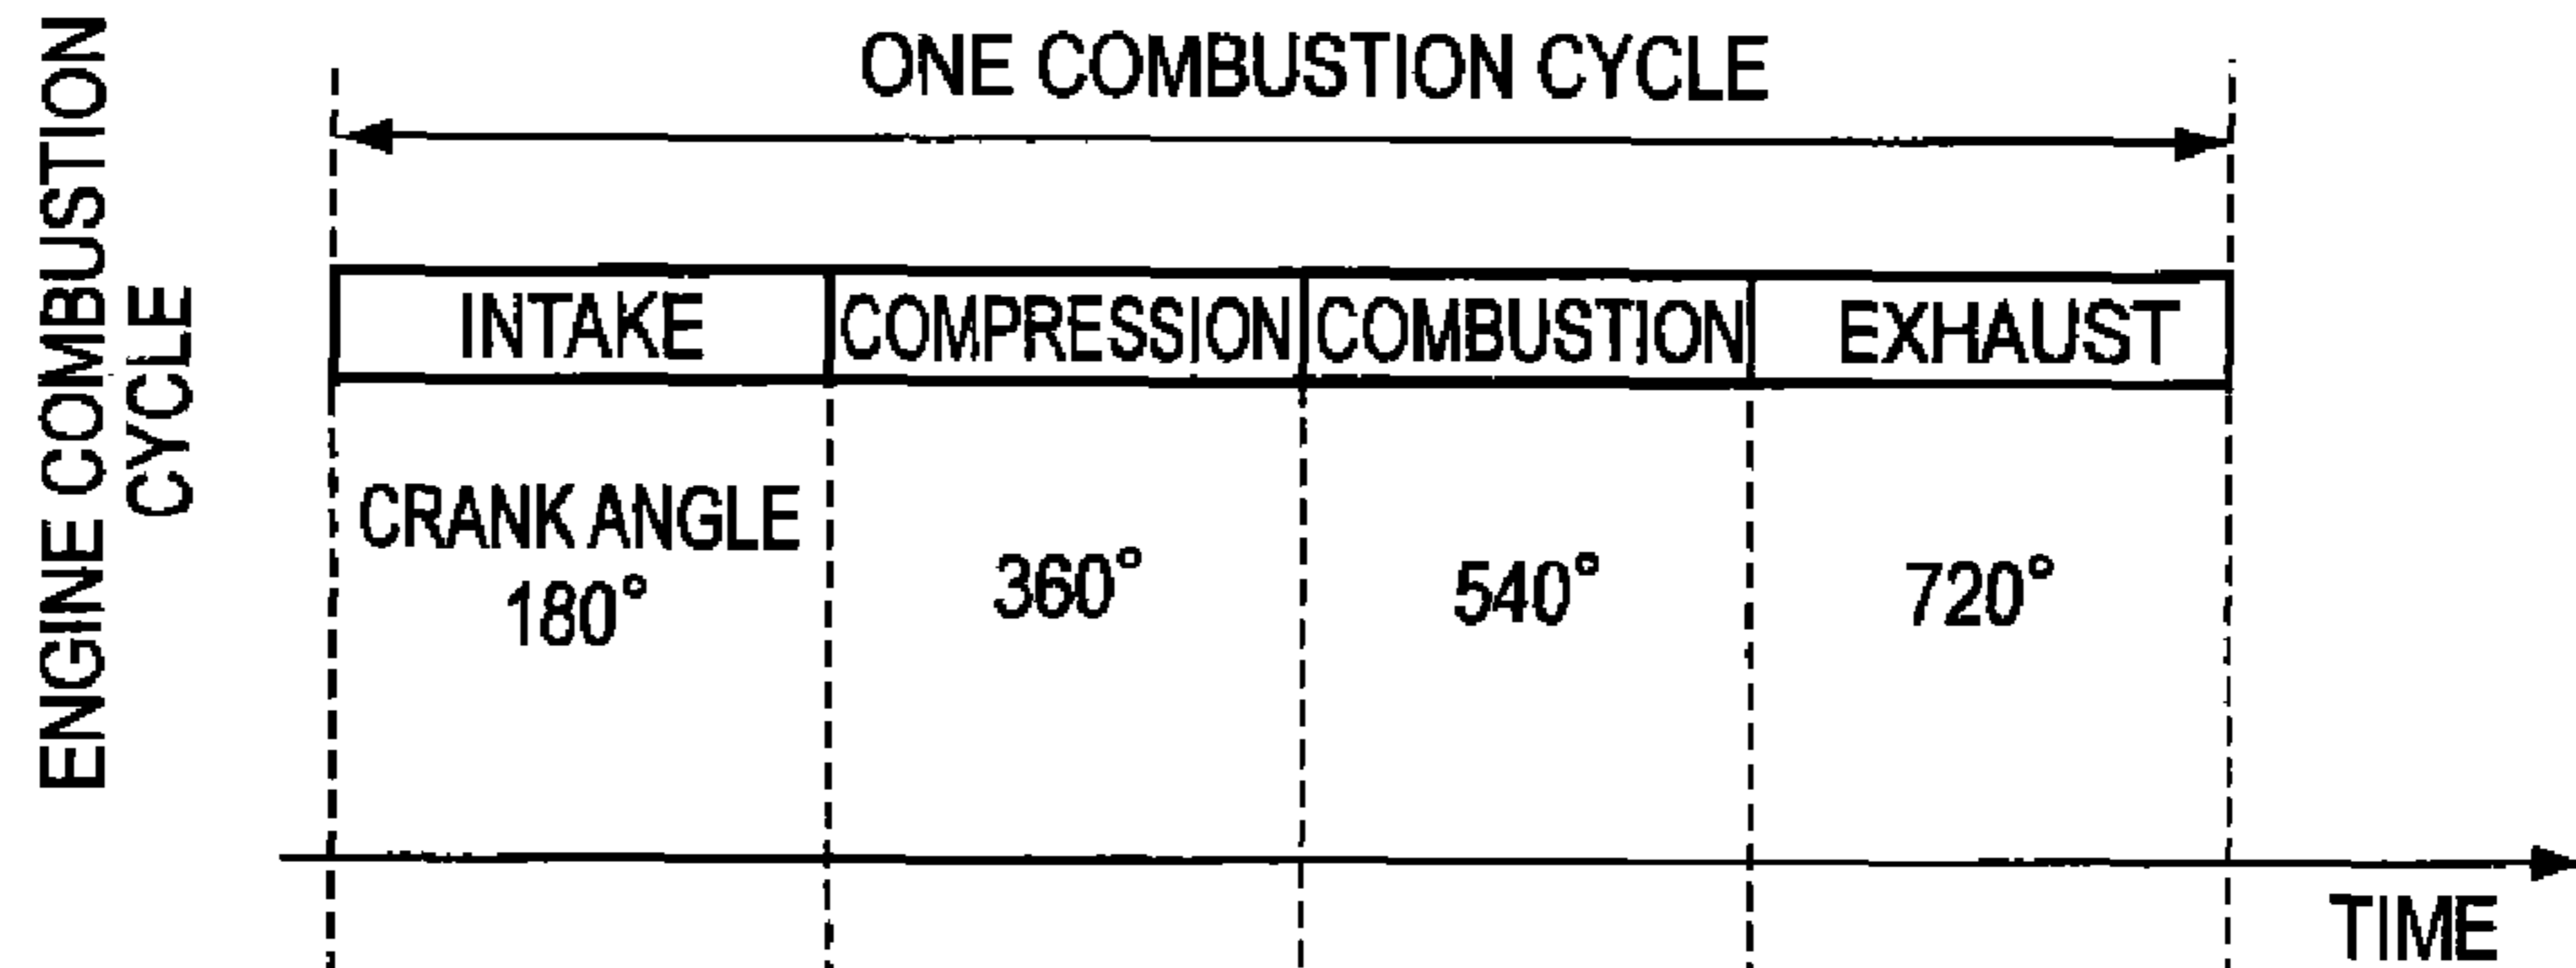 ENGINE COMBUSTION
CYCLE
ONE COMBUSTION CYCLE
INTAKE
COMPRESSION
COMBUSTION
EXHAUST
CRANK ANGLE
180°
360°
540°
720°
TIME